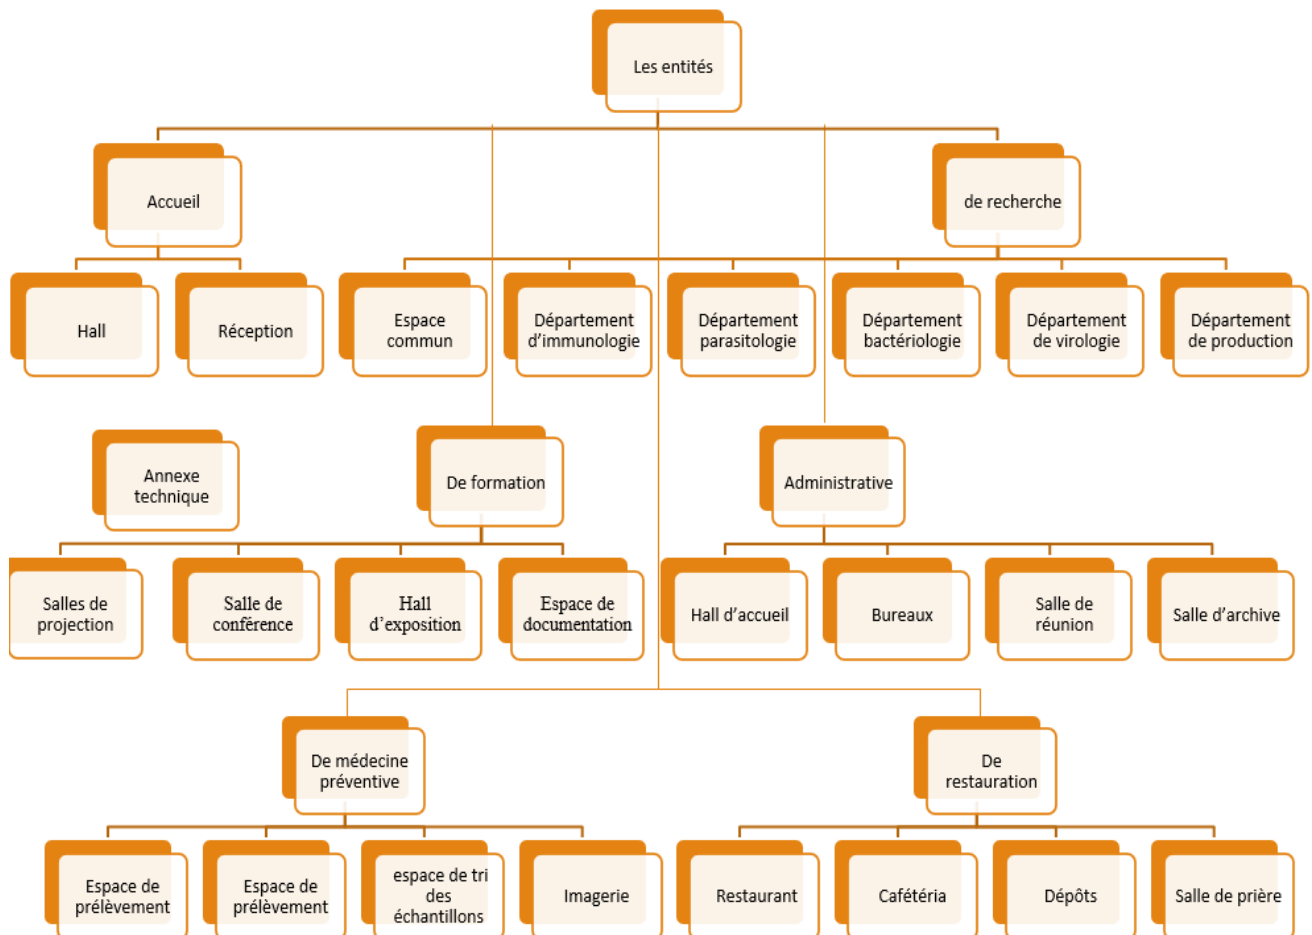 Les entités
Accueil
de recherche
Hall
Réception
Espace
commun
Département
d'immunologie
Département
parasitologie
Département
bactériologie
Département
de virologie
Département
de production
Annexe
technique
De formation
Administrative
Salles de
projection
Salle de
conférence
Hall
d'exposition
Espace de
documentation
Hall d'accueil
Bureaux
Salle de
réunion
Salle d'archive
De médecine
préventive
De
restauration
Espace de
prélèvement
Espace de
prélèvement
espace de tri
des
échantillons
Imagerie
Restaurant
Cafétéria
Dépôts
Salle de prière